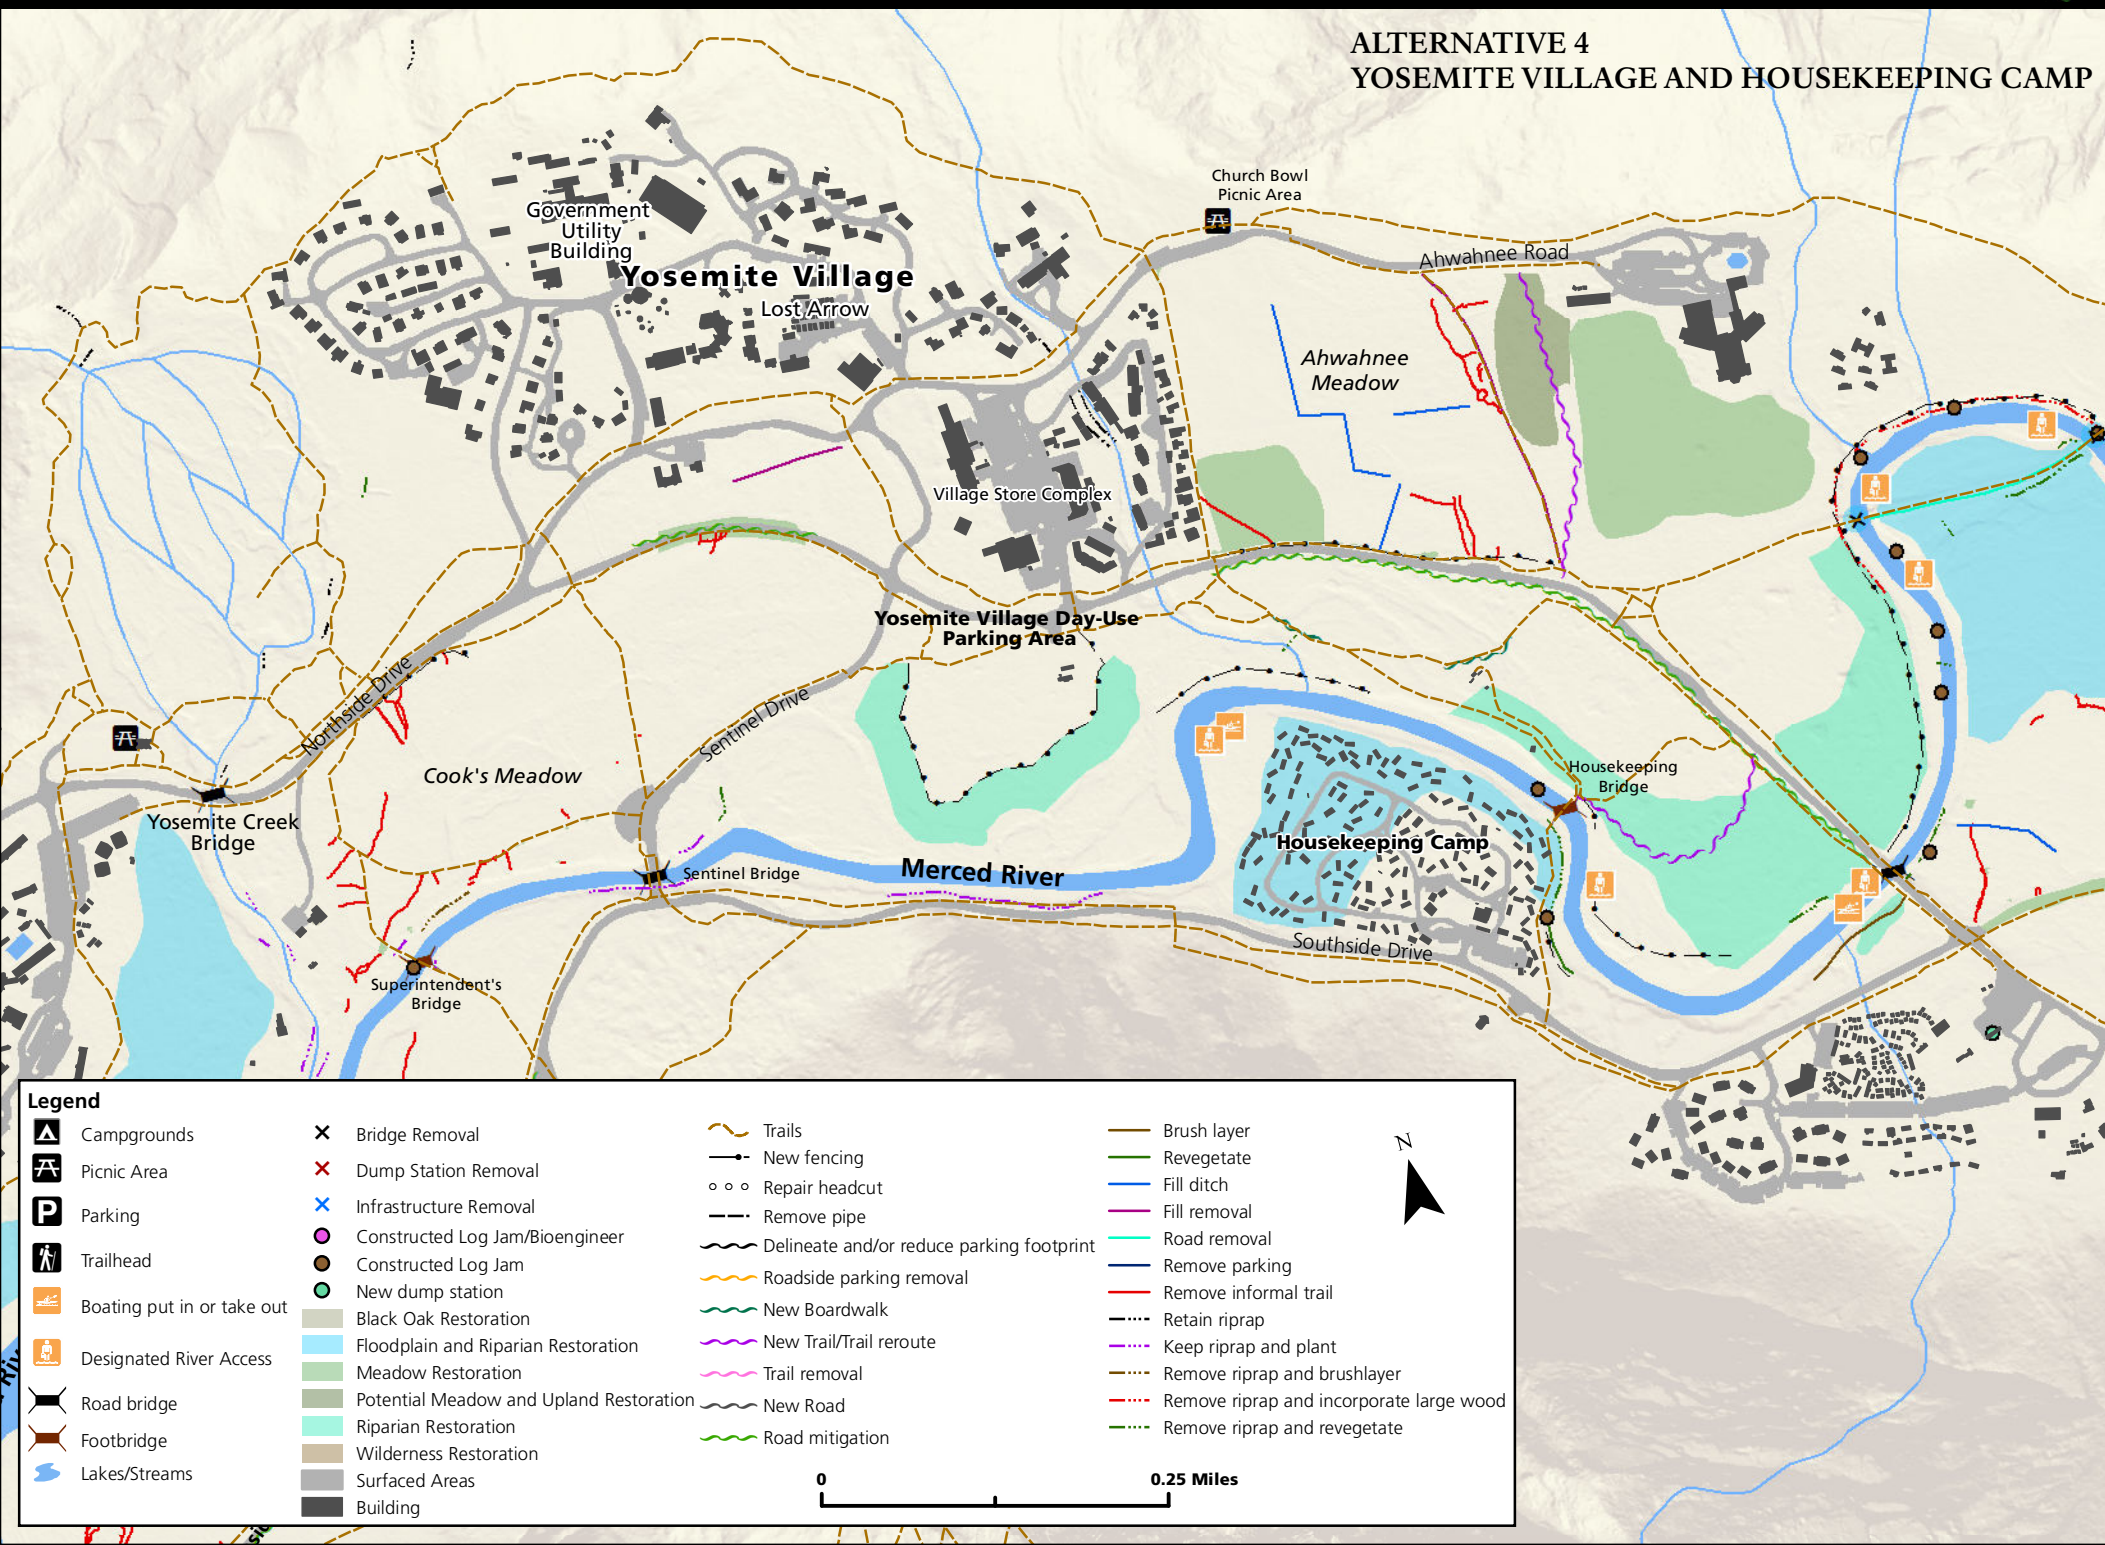 ALTERNATIVE 4
YOSEMITE VILLAGE AND HOUSEKEEPING CAMP
Church Bowl
Picnic Area
Government
Utility
Building
Yosemite Village
Lost Arrow
Ahwahnee Road
Ahwahnee
Meadow
Village Store Complex
Yosemite Village Day-Use
Parking Area
Northside Drive
Sentinel Drive
Cook's Meadow
Housekeeping
Bridge
Yosemite Creek
Bridge
Housekeeping Camp
Sentinel Bridge
Merced River
Southside Drive
Superintendent's
Bridge
Legend
Campgrounds
Picnic Area
P
Parking
Trailhead
Boating put in or take out
Designated River Access
Road bridge
Footbridge
Lakes/Streams
Bridge Removal
Dump Station Removal
Infrastructure Removal
Constructed Log Jam/Bioengineer
Constructed Log Jam
New dump station
Black Oak Restoration
Floodplain and Riparian Restoration
Meadow Restoration
Potential Meadow and Upland Restoration
Riparian Restoration
Wilderness Restoration
Surfaced Areas
Building
Trails
New fencing
Repair headcut
Remove pipe
Delineate and/or reduce parking footprint
Roadside parking removal
New Boardwalk
New Trail/Trail reroute
Trail removal
New Road
Road mitigation
Brush layer
Revegetate
Fill ditch
Fill removal
Road removal
Remove parking
Remove informal trail
Retain riprap
Keep riprap and plant
Remove riprap and brushlayer
Remove riprap and incorporate large wood
Remove riprap and revegetate
N
0 0.25 Miles